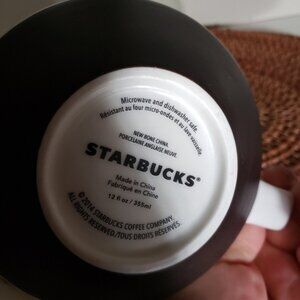 Microwave and dishwasher safe.
Résistant au four micro-ondes et au lave-vaisselle.
NEW BONE CHINA
PORCELAINE ANGLAISE NEUVE.
STARBUCKS®
Made in China
Fabriqué en Chine
12 fl oz / 355ml
©2014 STARBUCKS COFFEE COMPANY.
ALL RIGHTS RESERVED./TOUS DROITS RÉSERVÉS